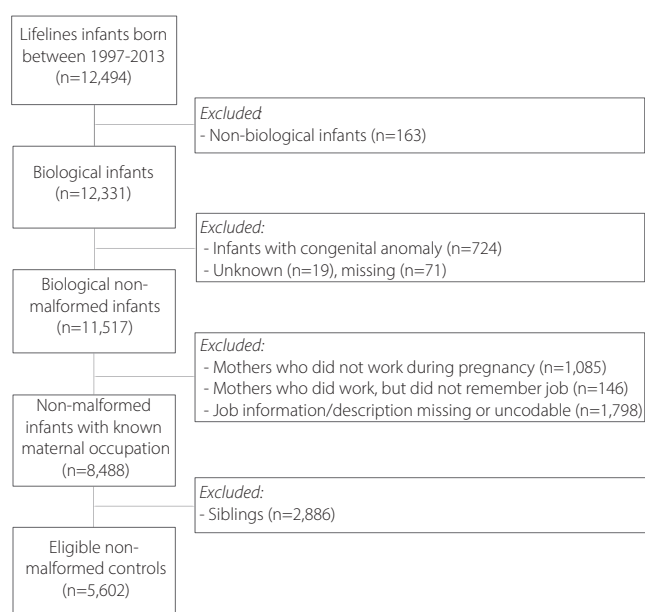 Lifelines infants born
between 1997-2013
(n=12,494)
Excluded:
- Non-biological infants (n=163)
Biological infants
(n=12,331)
Excluded:
- Infants with congenital anomaly (n=724)
- Unknown (n=19), missing (n=71)
Biological non-
malformed infants
(n=11,517)
Excluded:
- Mothers who did not work during pregnancy (n=1,085)
- Mothers who did work, but did not remember job (n=146)
- Job information/description missing or uncodable (n=1,798)
Non-malformed
infants with known
maternal occupation
(n=8,488)
Excluded:
- Siblings (n=2,886)
Eligible non-
malformed controls
(n=5,602)